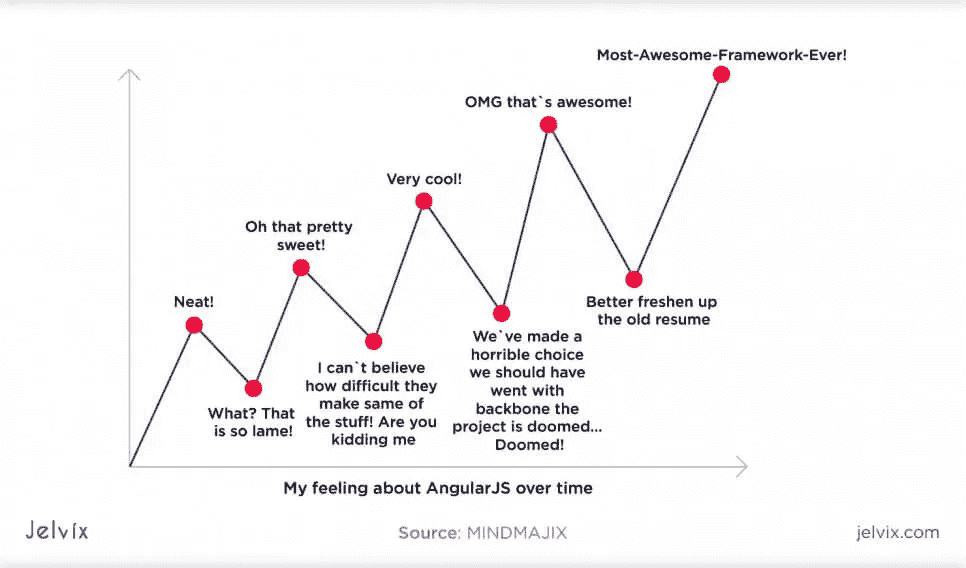 Most-Awesome-Framework-Ever!
OMG that`s awesome!
Very cool!
Oh that pretty
sweet!
Neat!
What? That
is so lame!
I can`t believe
how difficult they
make same of
the stuff! Are you
kidding me
We`ve made a
horrible choice
we should have
went with
backbone the
project is doomed...
Doomed!
Better freshen up
the old resume
My feeling about AngularJS over time
Jelvix
Source: MINDMAJIX
jelvix.com